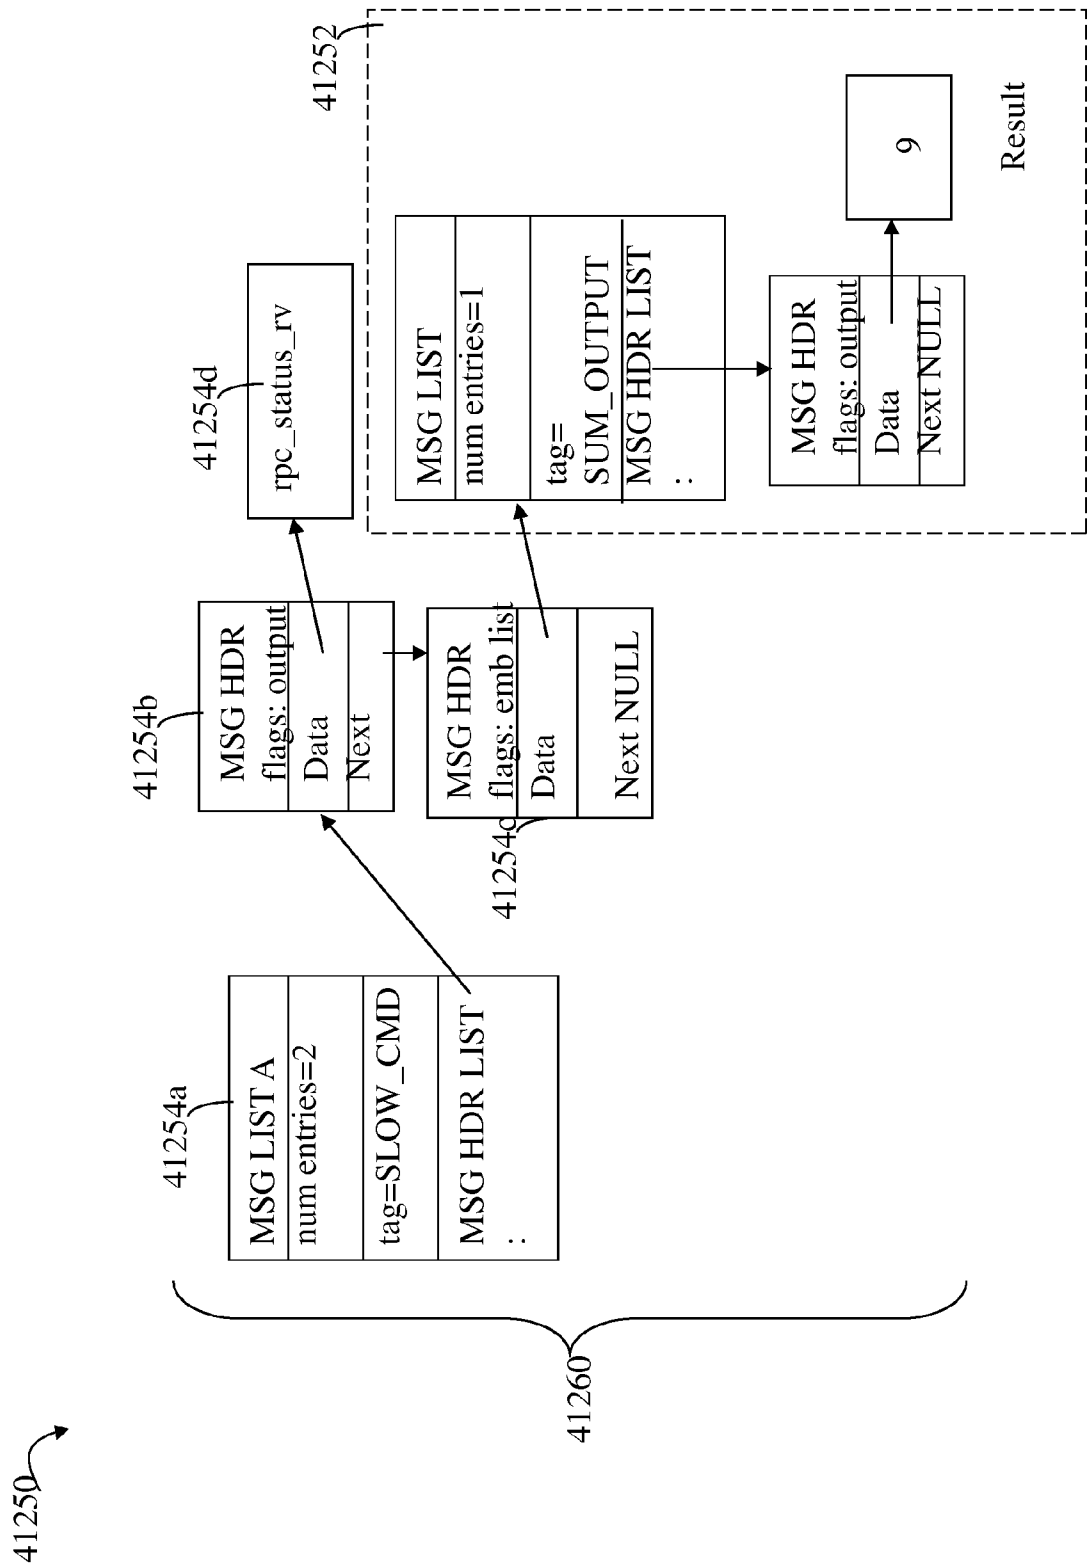 41250
41260
41254a
MSG LIST A
num entries=2
tag=SLOW_CMD
MSG HDR LIST
:
41254b
MSG HDR
flags: output
Data
Next
41254c
MSG HDR
flags: emb list
Data
Next NULL
41254d
rpc_status_rv
41252
MSG LIST
num entries=1
tag=
SUM_OUTPUT
MSG HDR LIST
:
MSG HDR
flags: output
Data
Next NULL
9
Result